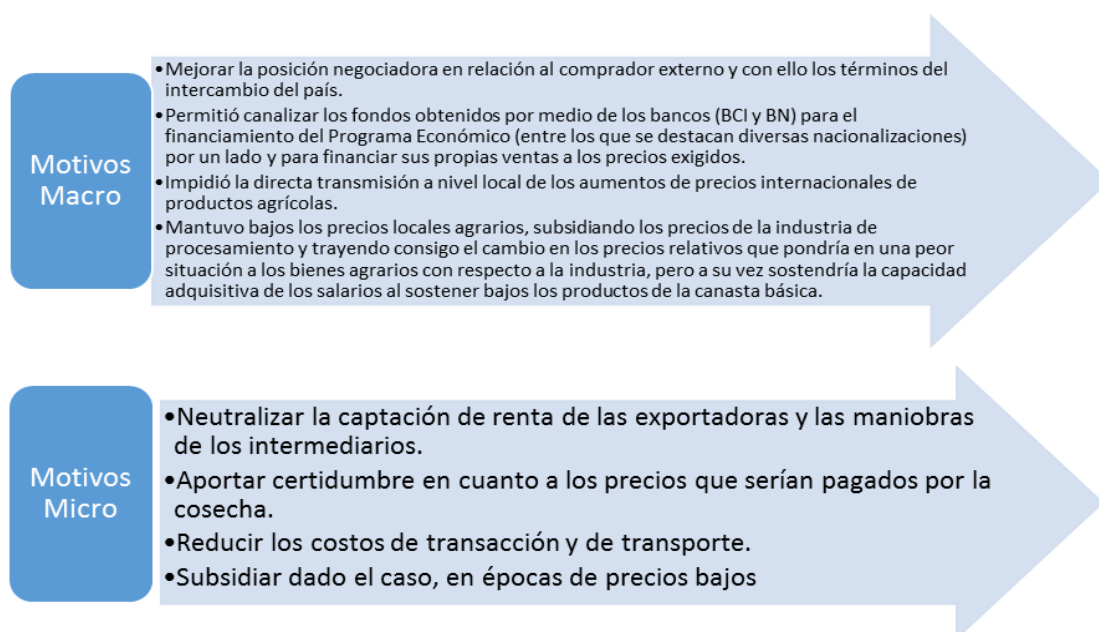 Motivos
Macro
•Mejorar la posición negociadora en relación al comprador externo y con ello los términos del
intercambio del país.
•Permitió canalizar los fondos obtenidos por medio de los bancos (BCI y BN) para el
financiamiento del Programa Económico (entre los que se destacan diversas nacionalizaciones)
por un lado y para financiar sus propias ventas a los precios exigidos.
•Impidió la directa transmisión a nivel local de los aumentos de precios internacionales de
productos agrícolas.
•Mantuvo bajos los precios locales agrarios, subsidiando los precios de la industria de
procesamiento y trayendo consigo el cambio en los precios relativos que pondría en una peor
situación a los bienes agrarios con respecto a la industria, pero a su vez sostendría la capacidad
adquisitiva de los salarios al sostener bajos los productos de la canasta básica.
Motivos
Micro
•Neutralizar la captación de renta de las exportadoras y las maniobras
de los intermediarios.
•Aportar certidumbre en cuanto a los precios que serían pagados por la
cosecha.
•Reducir los costos de transacción y de transporte.
•Subsidiar dado el caso, en épocas de precios bajos